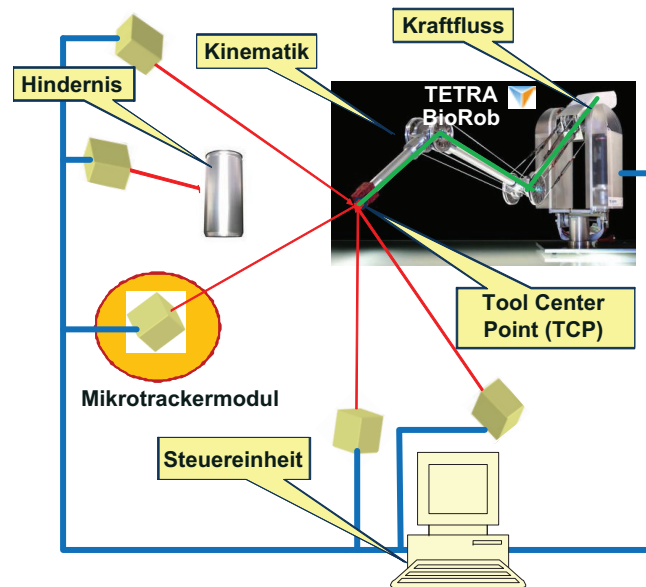 Kraftfluss
Kinematik
Hindernis
TETRA
BioRob
Tool Center
Point (TCP)
Mikrotrackermodul
Steuereinheit